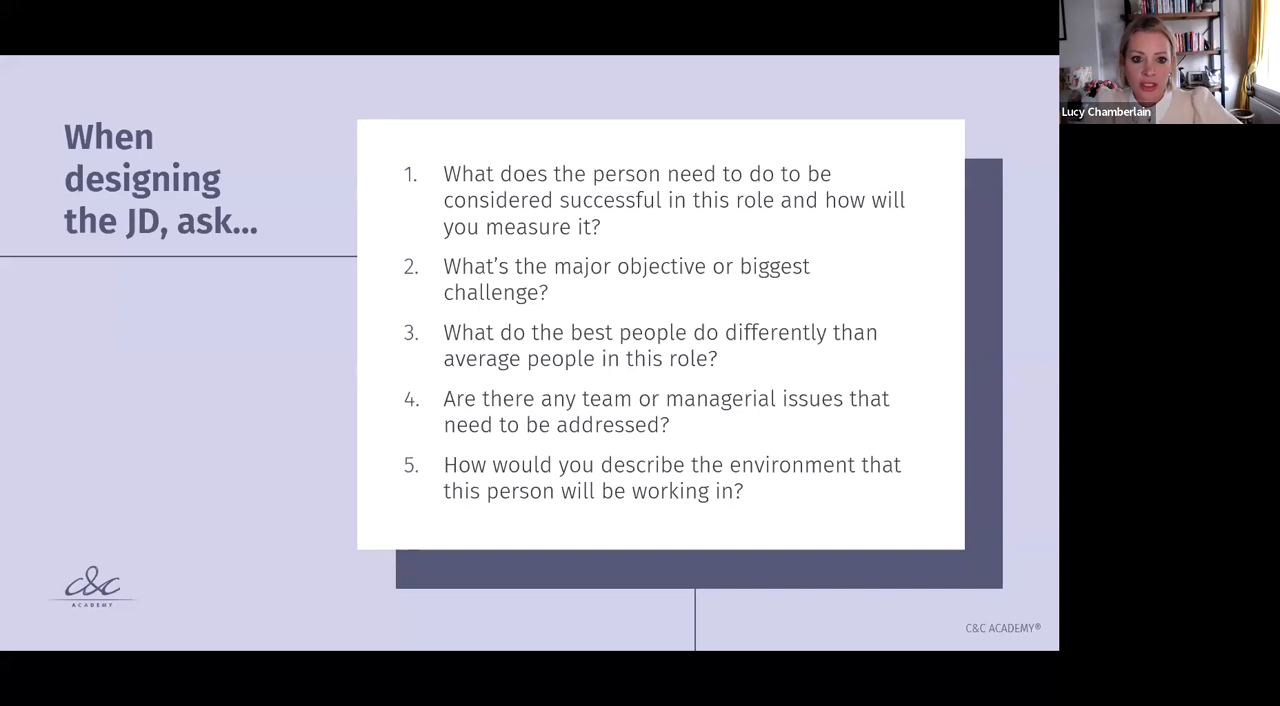 When
designing
the JD, ask...
1. What does the person need to do to be
considered successful in this role and how will
you measure it?
2. What's the major objective or biggest
challenge?
3. What do the best people do differently than
average people in this role?
4. Are there any team or managerial issues that
need to be addressed?
5. How would you describe the environment that
this person will be working in?
c&c
ACADEMY
C&C ACADEMY®
Lucy Chamberlain